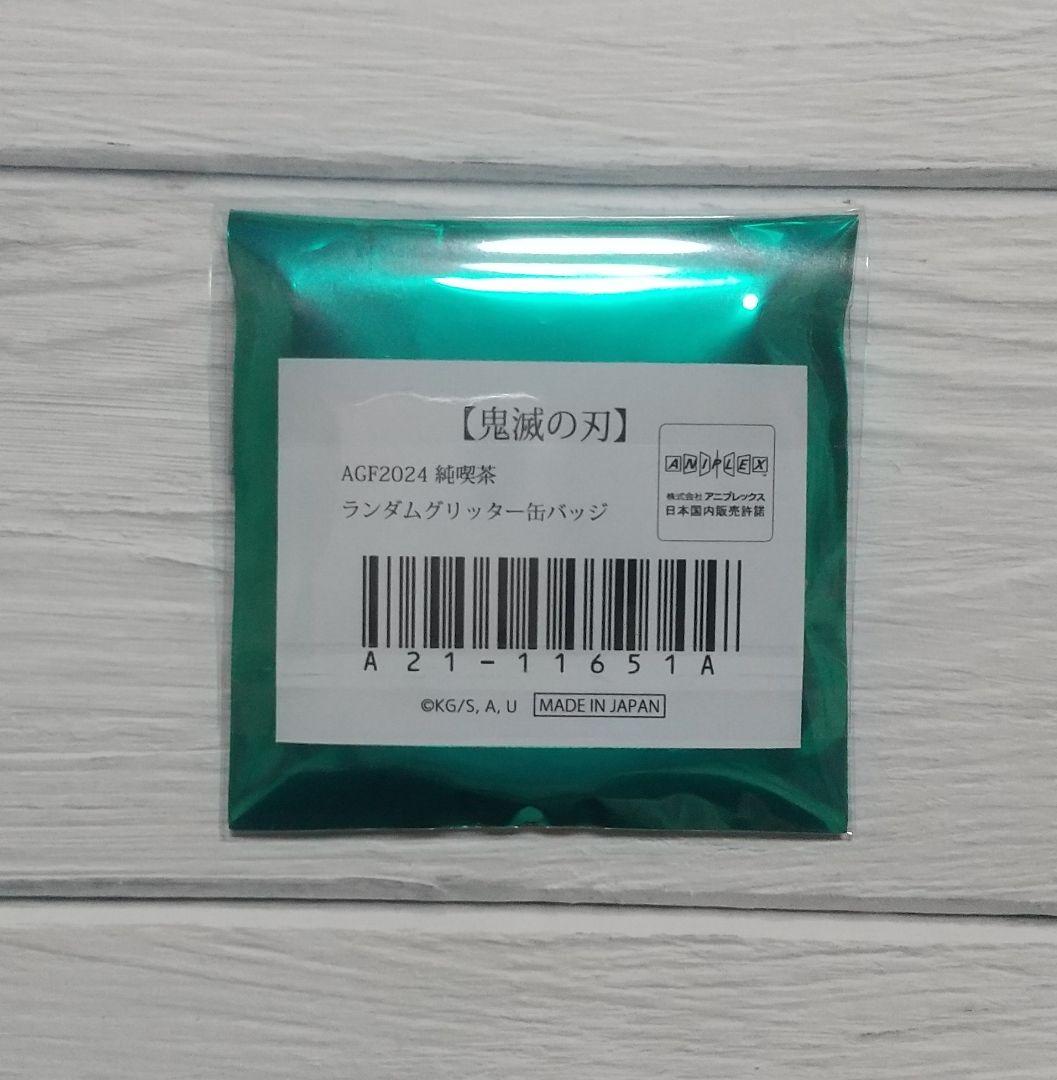 【鬼滅の刃】
AGF2024 純喫茶
ランダムグリッター缶バッジ
ANIPLEX
株式会社 アニプレックス
日本国内販売許諾
A21-11651A
©KG/S, A, U MADE IN JAPAN